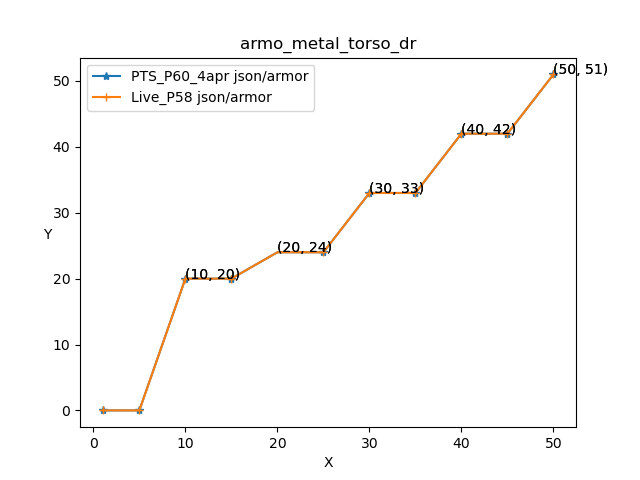 armo_metal_torso_dr
PTS_P60_4apr json/armor
Live_P58 json/armor
(50, 51)
(40, 42)
(30, 33)
(20, 24)
(10, 20)
50
40
30
20
10
0
Y
0 10 20 30 40 50
X